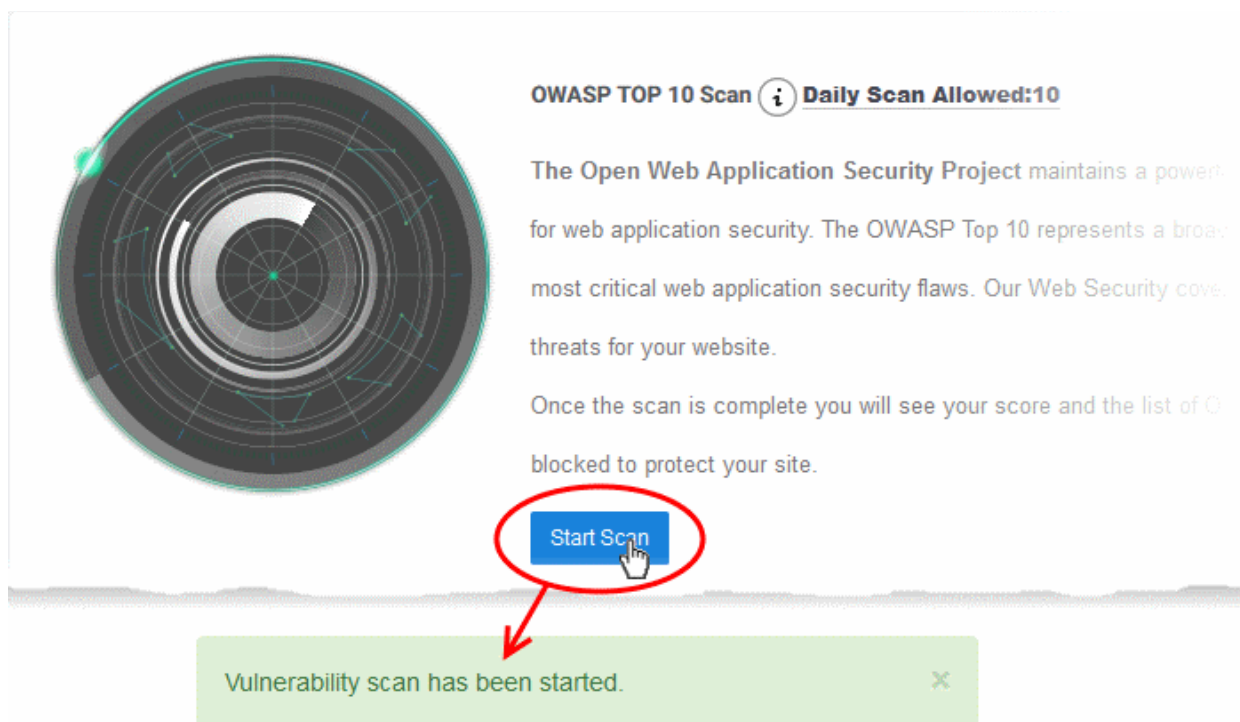 OWASP TOP 10 Scan i Daily Scan Allowed:10
The Open Web Application Security Project maintains a
for web application security. The OWASP Top 10 represents a
most critical web application security flaws. Our Web Security
threats for your website.
Once the scan is complete you will see your score and the list of
blocked to protect your site.
Start Scan
Vulnerability scan has been started.
×